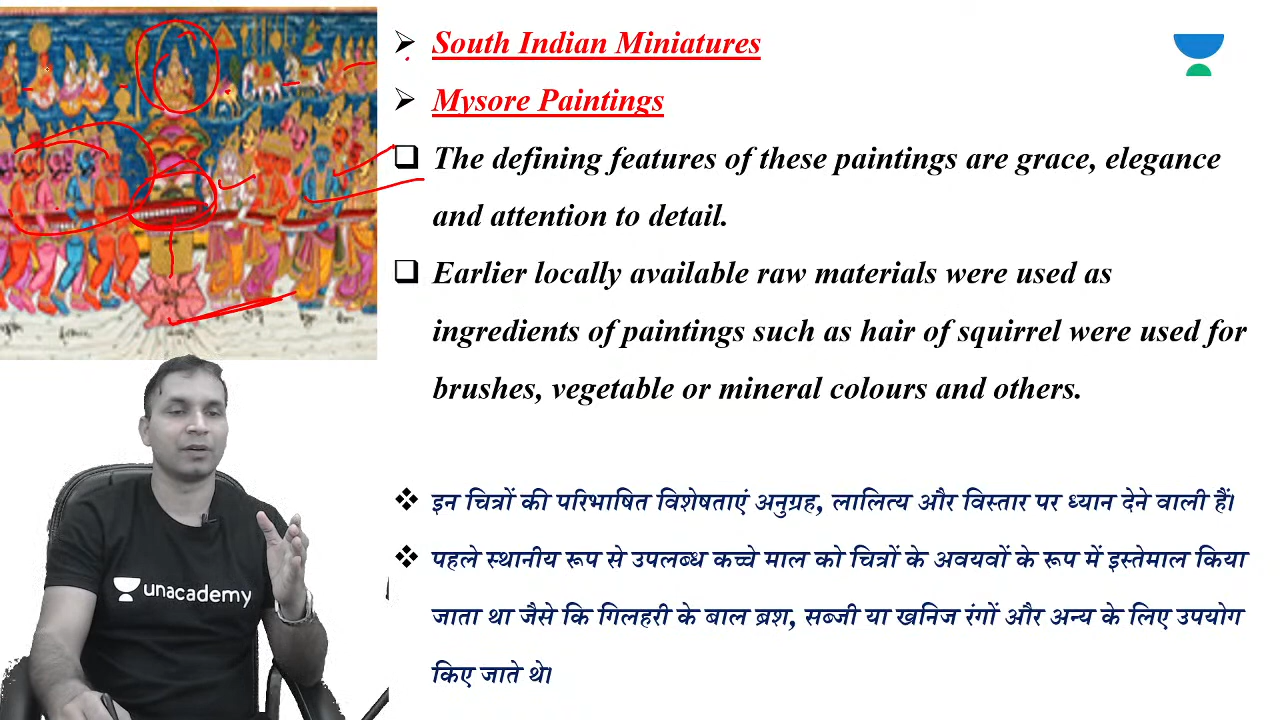 South Indian Miniatures
Mysore Paintings
The defining features of these paintings are grace, elegance
and attention to detail.
Earlier locally available raw materials were used as
ingredients of paintings such as hair of squirrel were used for
brushes, vegetable or mineral colours and others.
इन चित्रों की परिभाषित विशेषताएं अनुग्रह, लालित्य और विस्तार पर ध्यान देने वाली हैं।
पहले स्थानीय रूप से उपलब्ध कच्चे माल को चित्रों के अवयवों के रूप में इस्तेमाल किया
जाता था जैसे कि गिलहरी के बाल ब्रश, सब्जी या खनिज रंगों और अन्य के लिए उपयोग
किए जाते थे।
unacademy